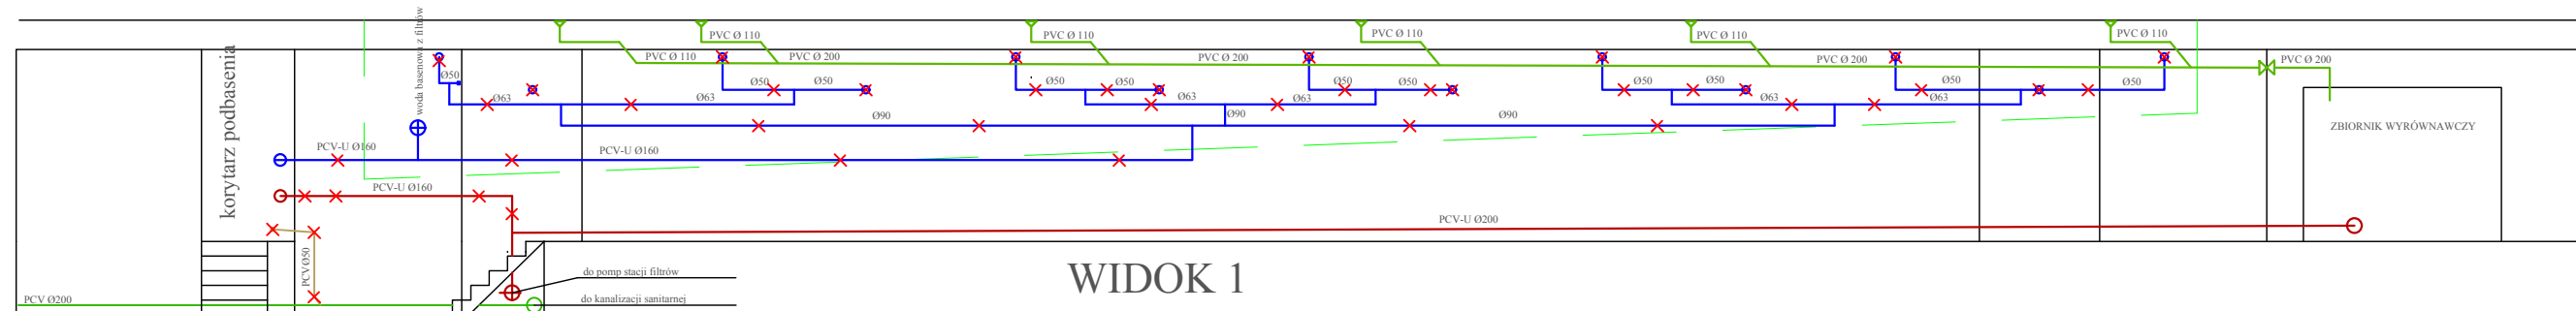 korytarz podbasenia
woda basenowa z filtrów
PVC Ø 110
PVC Ø 110
PVC Ø 110
PVC Ø 110
PVC Ø 110
PVC Ø 110
PVC Ø 200
PVC Ø 200
PVC Ø 200
PVC Ø 200
Ø50
Ø50
Ø50
Ø50
Ø50
Ø50
Ø50
Ø50
Ø50
Ø50
Ø50
Ø63
Ø63
Ø63
Ø63
Ø63
Ø63
Ø90
Ø90
Ø90
ZBIORNIK WYRÓWNAWCZY
PCV-U Ø160
PCV-U Ø160
PCV-U Ø160
PCV-U Ø200
PCV Ø50
WIDOK 1
do pomp stacji filtrów
do kanalizacji sanitarnej
PCV Ø200